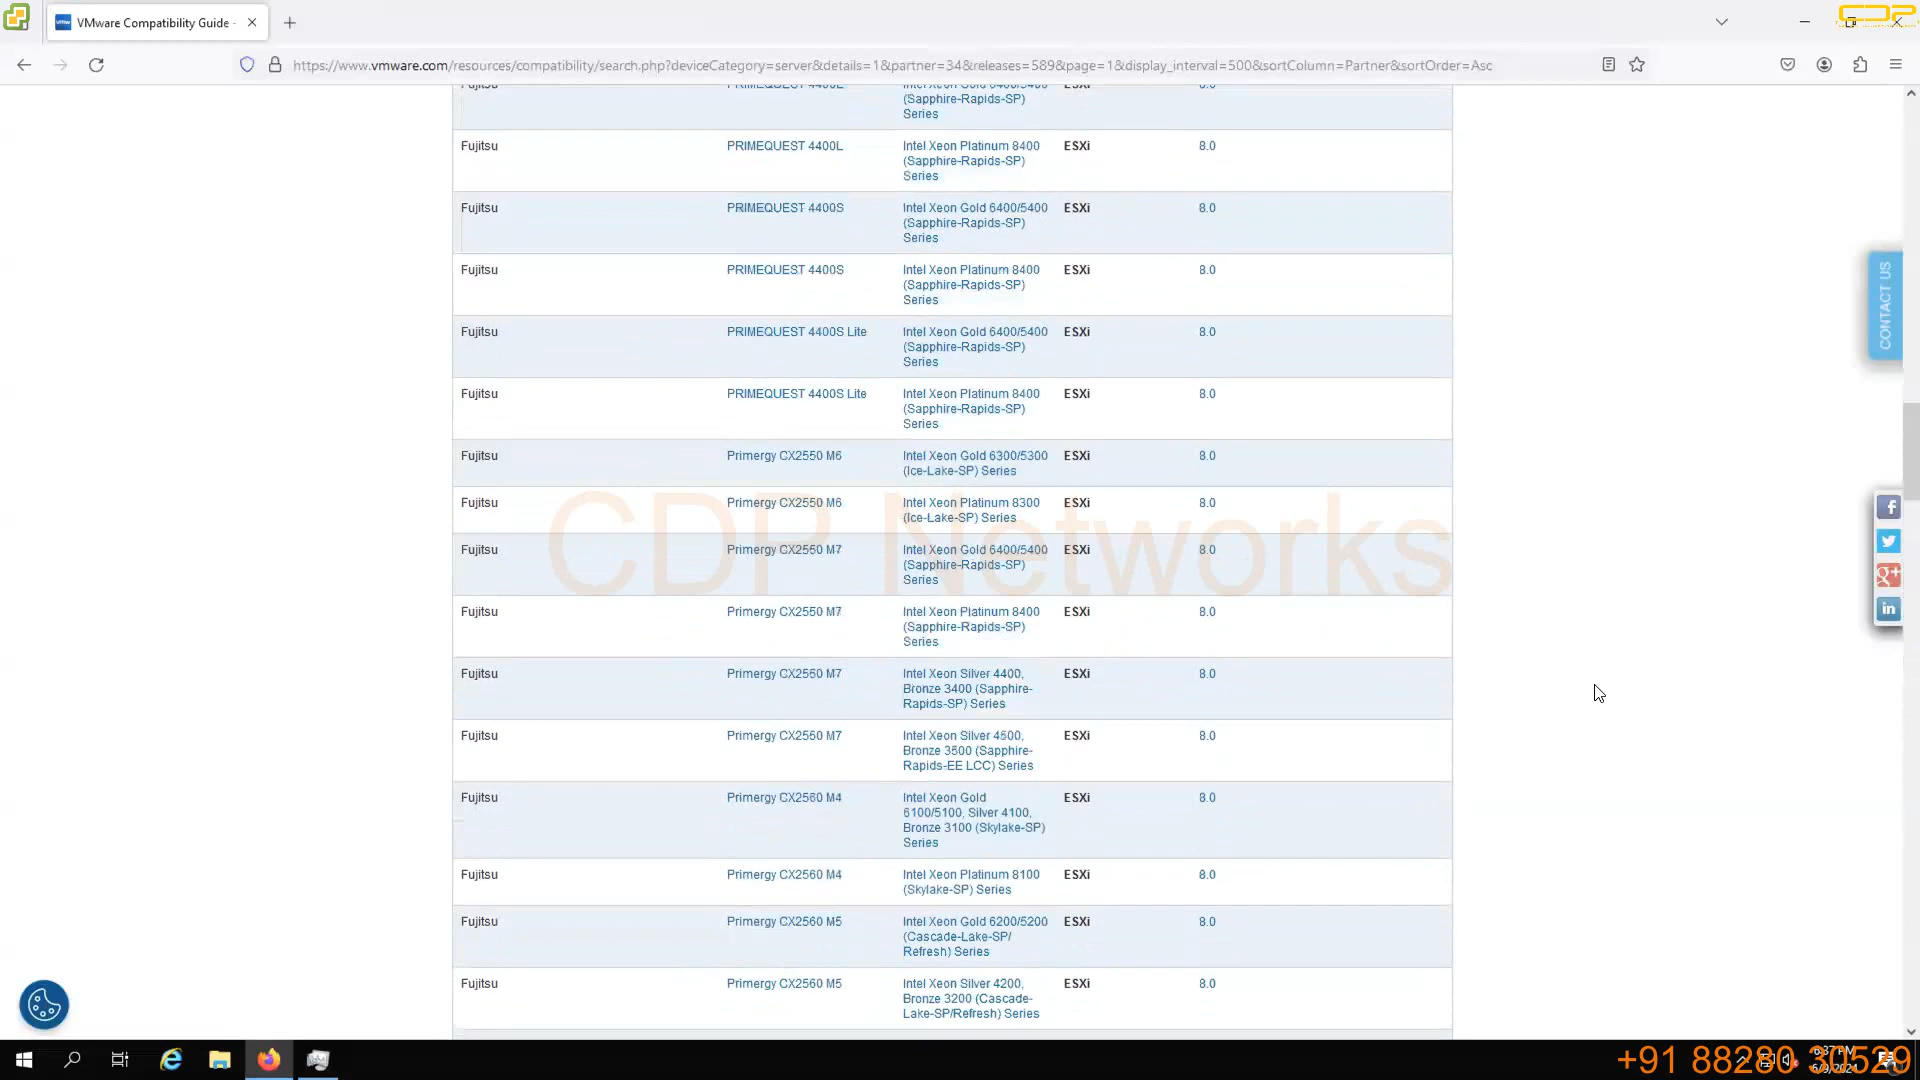 VMware Compatibility Guide -
CDP
https://www.vmware.com/resources/compatibility/search.php?deviceCategory=server&details=1&partner=34&releases=589&page=1&display_interval=500&sortColumn=Partner&sortOrder=Asc
(Sapphire-Rapids-SP)
Series
Fujitsu PRIMEQUEST 4400L Intel Xeon Platinum 8400 ESXi 8.0
(Sapphire-Rapids-SP)
Series
Fujitsu PRIMEQUEST 4400S Intel Xeon Gold 6400/5400 ESXi 8.0
(Sapphire-Rapids-SP)
Series
Fujitsu PRIMEQUEST 4400S Intel Xeon Platinum 8400 ESXi 8.0
(Sapphire-Rapids-SP)
Series
Fujitsu PRIMEQUEST 4400S Lite Intel Xeon Gold 6400/5400 ESXi 8.0
(Sapphire-Rapids-SP)
Series
Fujitsu PRIMEQUEST 4400S Lite Intel Xeon Platinum 8400 ESXi 8.0
(Sapphire-Rapids-SP)
Series
Fujitsu Primergy CX2550 M6 Intel Xeon Gold 6300/5300 ESXi 8.0
(Ice-Lake-SP) Series
Fujitsu Primergy CX2550 M6 Intel Xeon Platinum 8300 ESXi 8.0
(Ice-Lake-SP) Series
Fujitsu Primergy CX2550 M7 Intel Xeon Gold 6400/5400 ESXi 8.0
(Sapphire-Rapids-SP)
Series
Fujitsu Primergy CX2550 M7 Intel Xeon Platinum 8400 ESXi 8.0
(Sapphire-Rapids-SP)
Series
Fujitsu Primergy CX2550 M7 Intel Xeon Silver 4400, ESXi 8.0
Bronze 3400 (Sapphire-
Rapids-SP) Series
Fujitsu Primergy CX2550 M7 Intel Xeon Silver 4500, ESXi 8.0
Bronze 3500 (Sapphire-
Rapids-EE LCC) Series
Fujitsu Primergy CX2560 M4 Intel Xeon Gold ESXi 8.0
6100/5100, Silver 4100,
Bronze 3100 (Skylake-SP)
Series
Fujitsu Primergy CX2560 M4 Intel Xeon Platinum 8100 ESXi 8.0
(Skylake-SP) Series
Fujitsu Primergy CX2560 M5 Intel Xeon Gold 6200/5200 ESXi 8.0
(Cascade-Lake-SP/
Refresh) Series
Fujitsu Primergy CX2560 M5 Intel Xeon Silver 4200, ESXi 8.0
Bronze 3200 (Cascade-
Lake-SP/Refresh) Series
CDP Networks
CONTACT US
+91 88280 30529